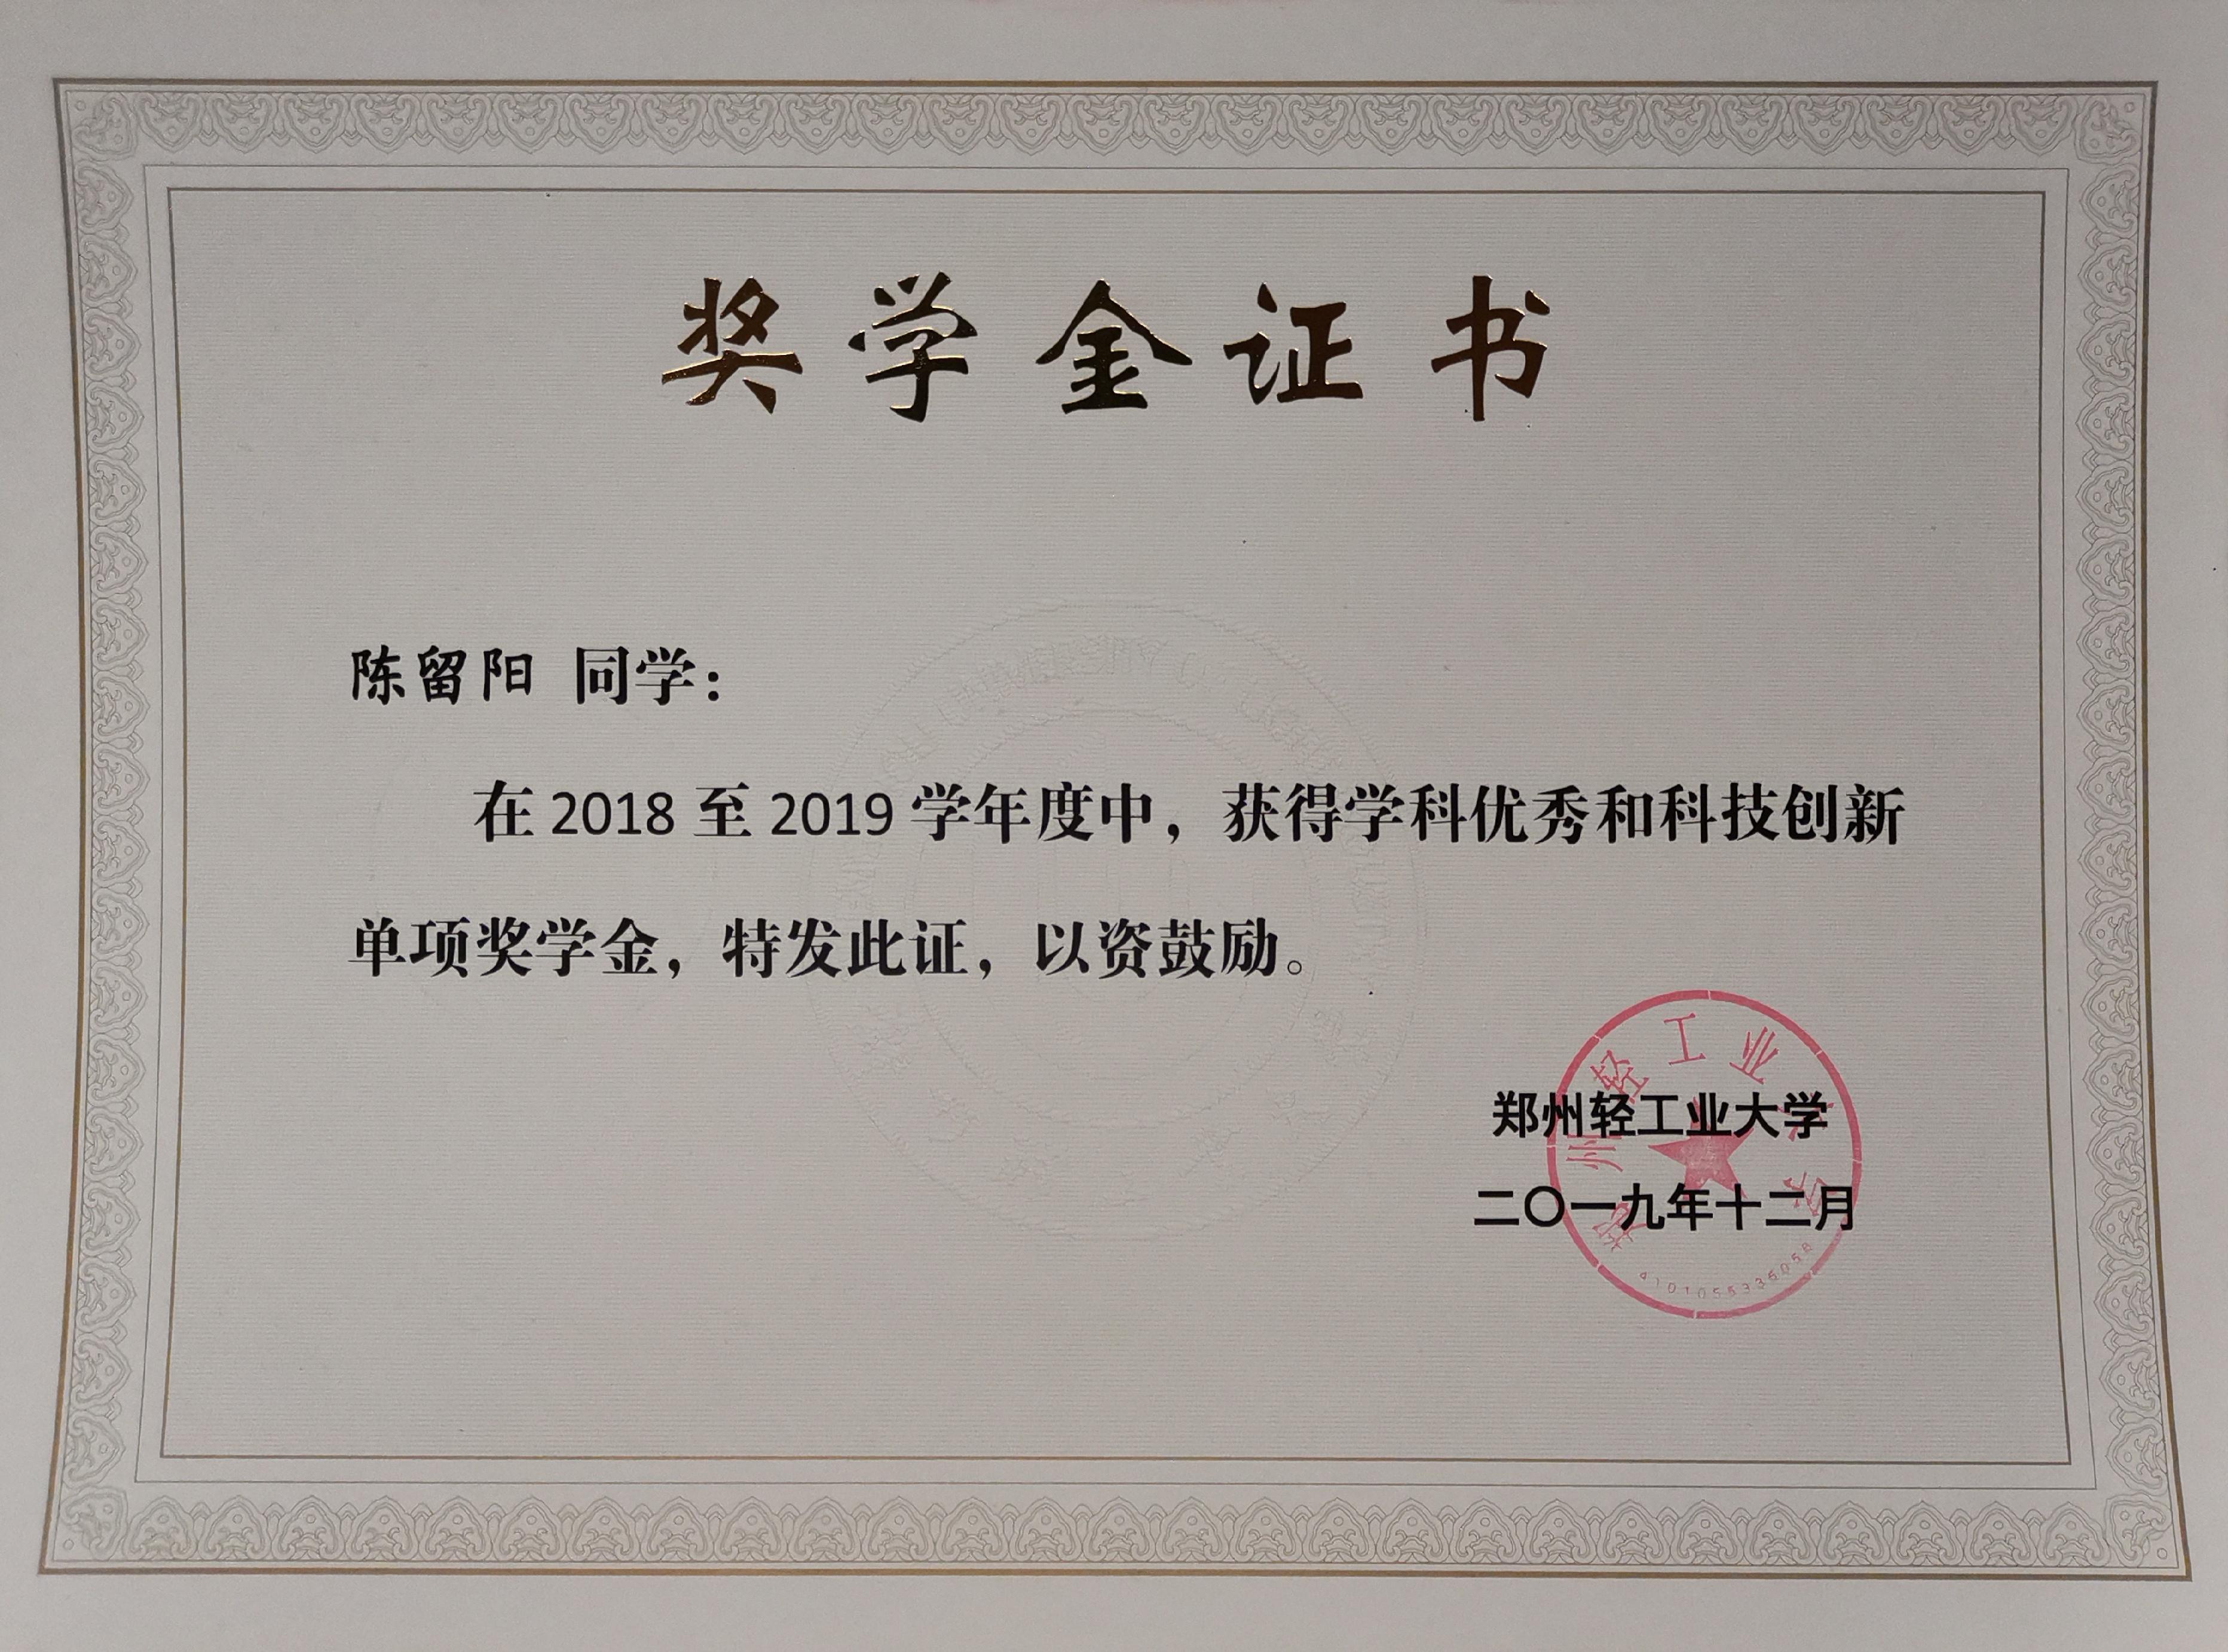 奖学金证书
陈留阳 同学：
在 2018 至 2019 学年度中，获得学科优秀和科技创新
单项奖学金，特发此证，以资鼓励。
郑州轻工业大学
二〇一九年十二月
郑州轻工业大学